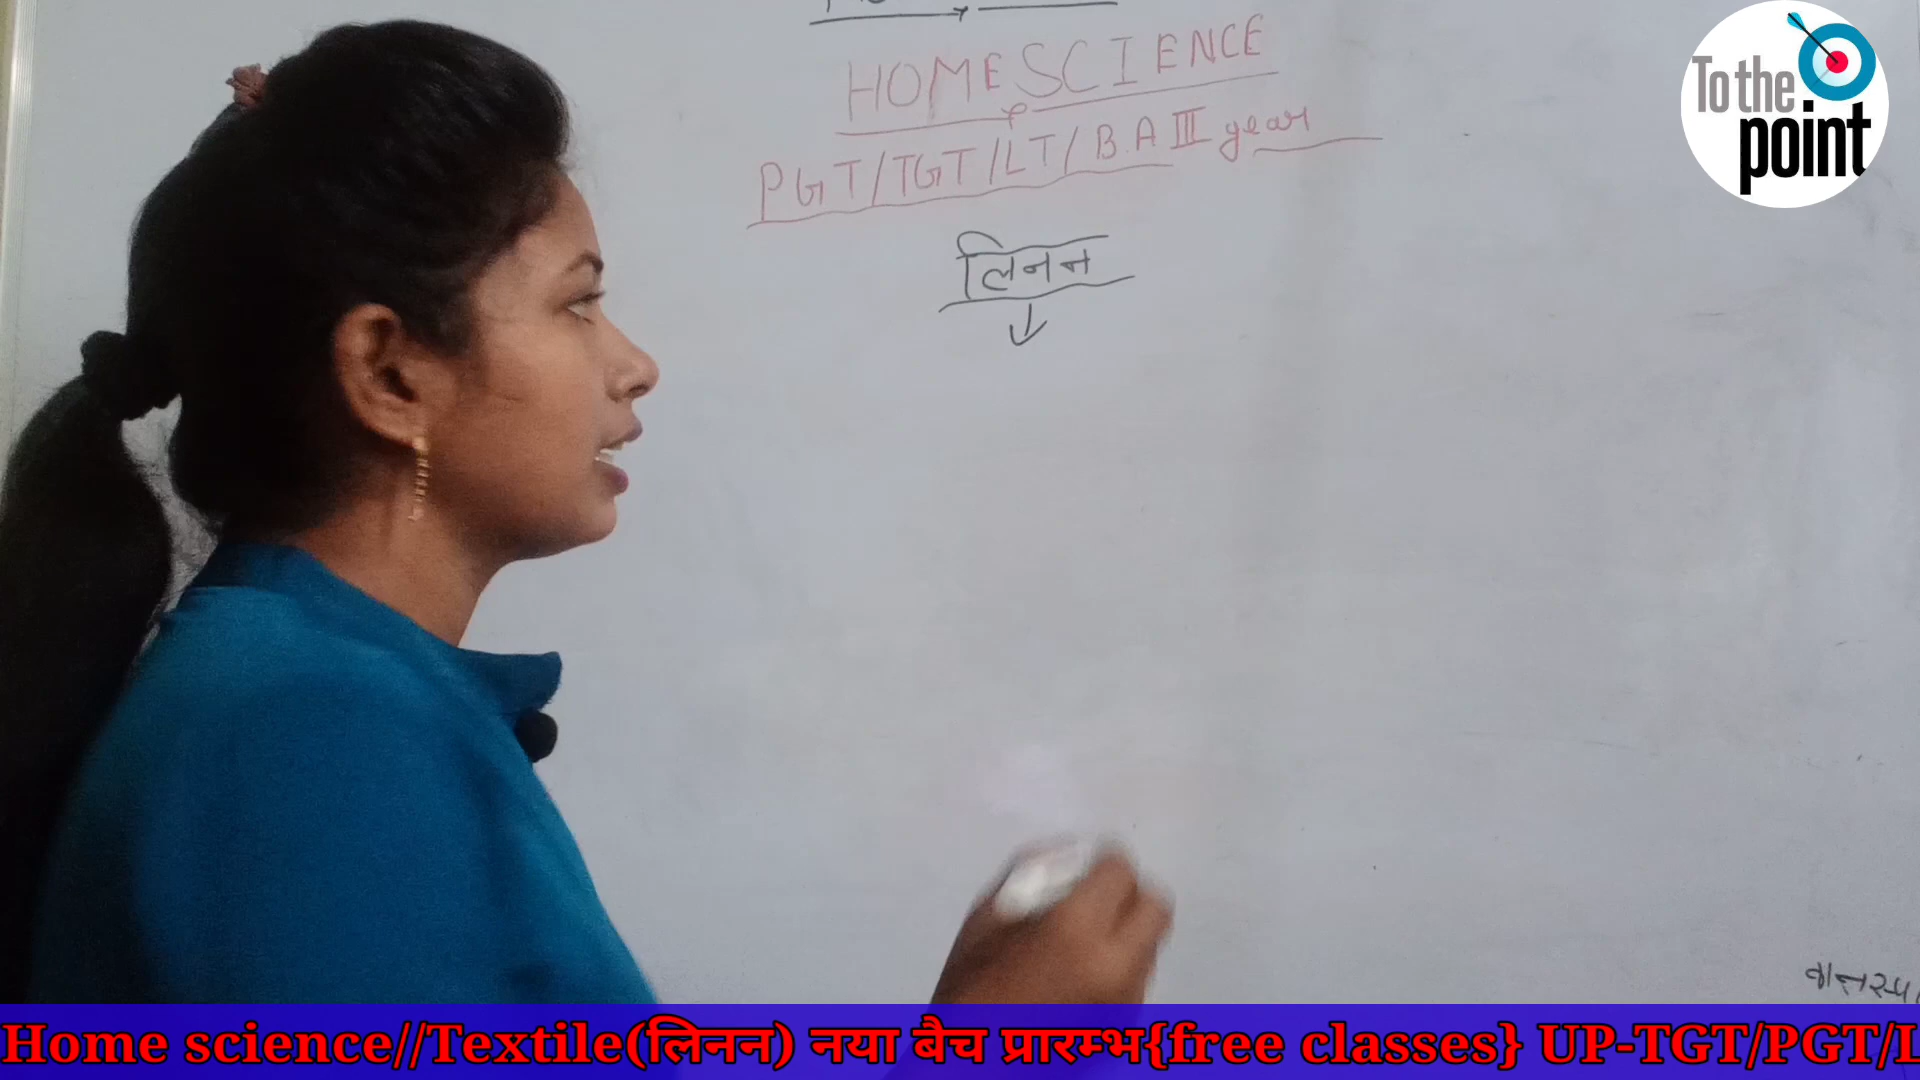 To the
point
HOME SCIENCE
PGT/TGT/LT/B.A III year
लिनन
Home science//Textile(लिनन) नया बैच प्रारम्भ{free classes} UP-TGT/PGT/L